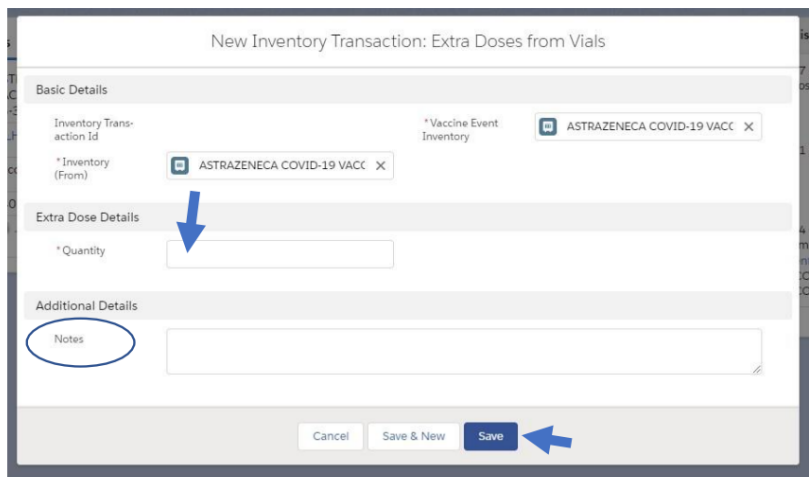 New Inventory Transaction: Extra Doses from Vials
Basic Details
Inventory Trans-
action Id
*Vaccine Event
Inventory
ASTRAZENECA COVID-19 VACC
*Inventory
(From)
ASTRAZENECA COVID-19 VACC
Extra Dose Details
*Quantity
Additional Details
Notes
Cancel
Save & New
Save